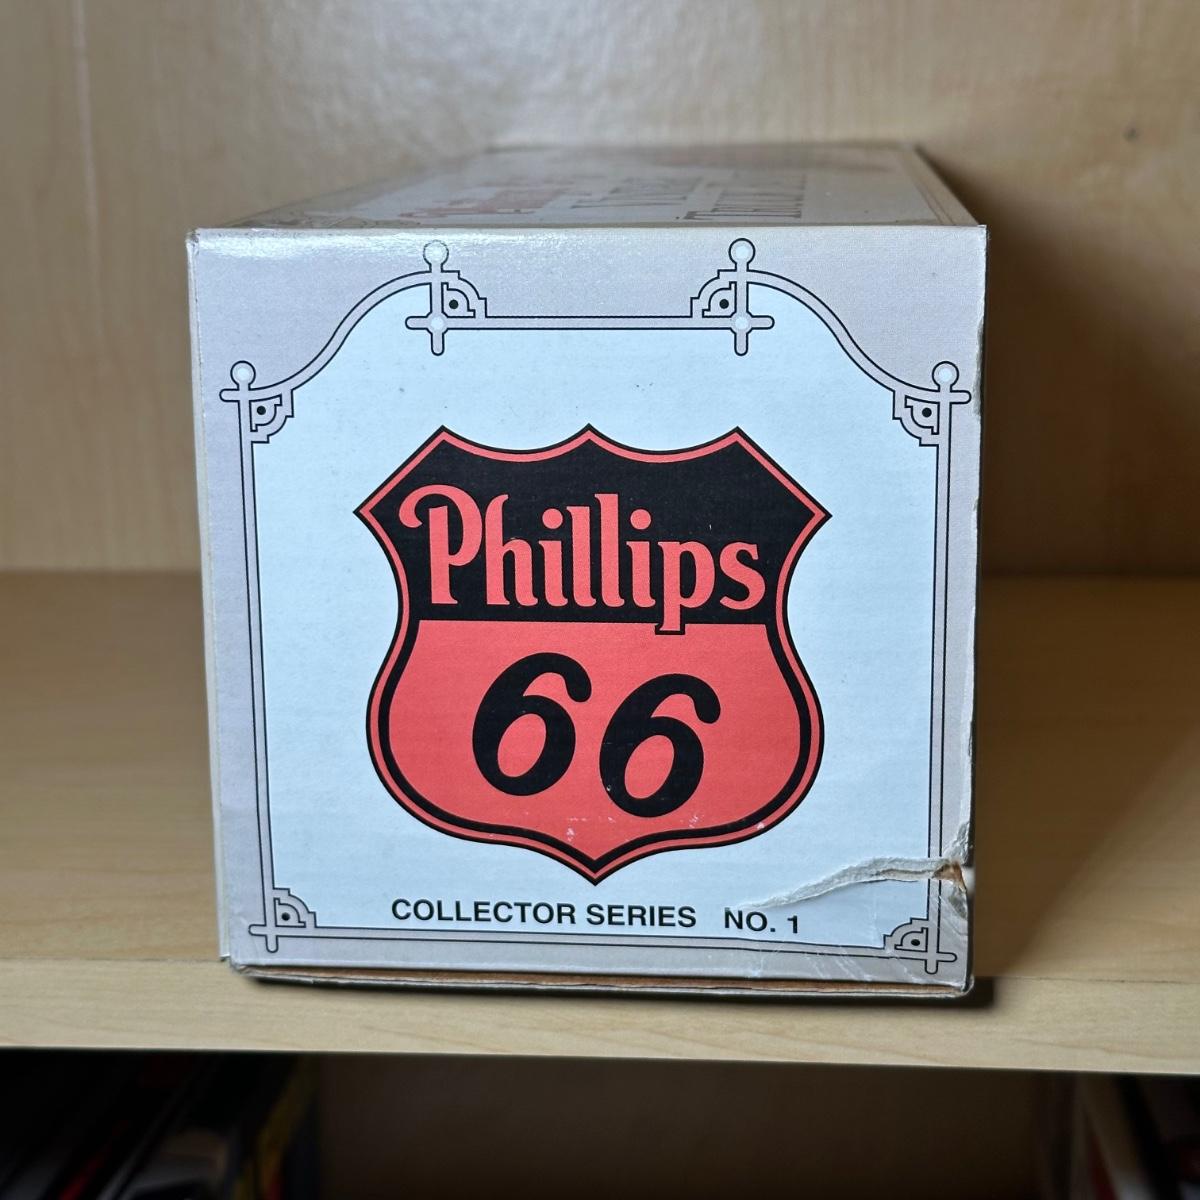 Phillips
66
COLLECTOR SERIES NO. 1